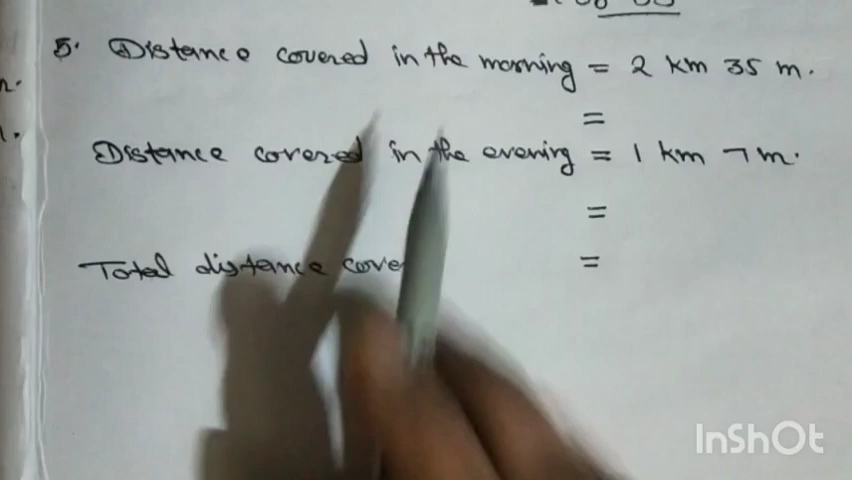 5. Distance covered in the morning = 2 km 35 m.
=
Distance covered in the evening = 1 km 7 m.
=
Total distance cove =
InShOt